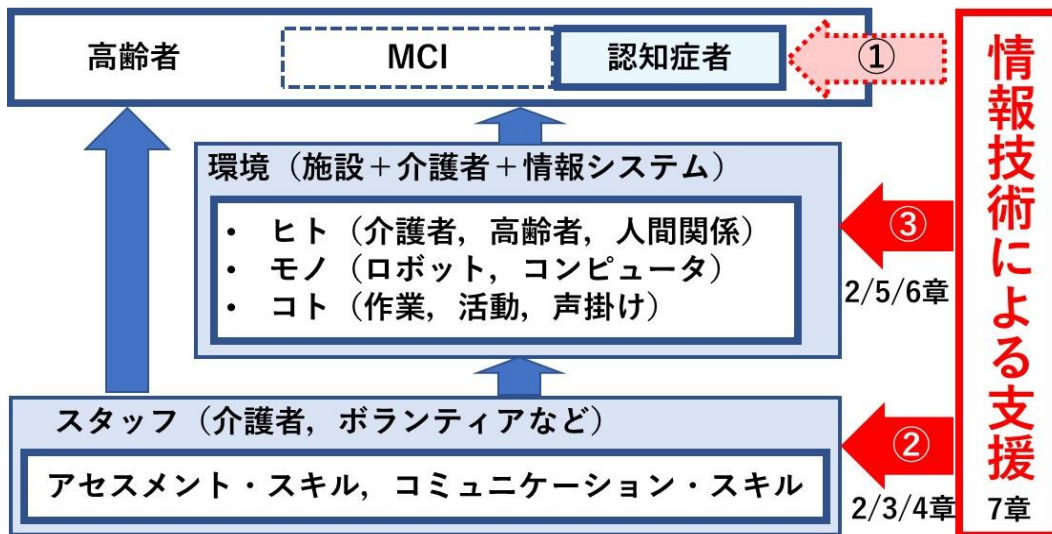 高齢者
MCI
認知症者
①
環境（施設＋介護者＋情報システム）
・ ヒト（介護者，高齢者，人間関係）
・ モノ（ロボット，コンピュータ）
・ コト（作業，活動，声掛け）
③
2/5/6章
スタッフ（介護者，ボランティアなど）
アセスメント・スキル，コミュニケーション・スキル
②
2/3/4章
情報技術による支援
7章